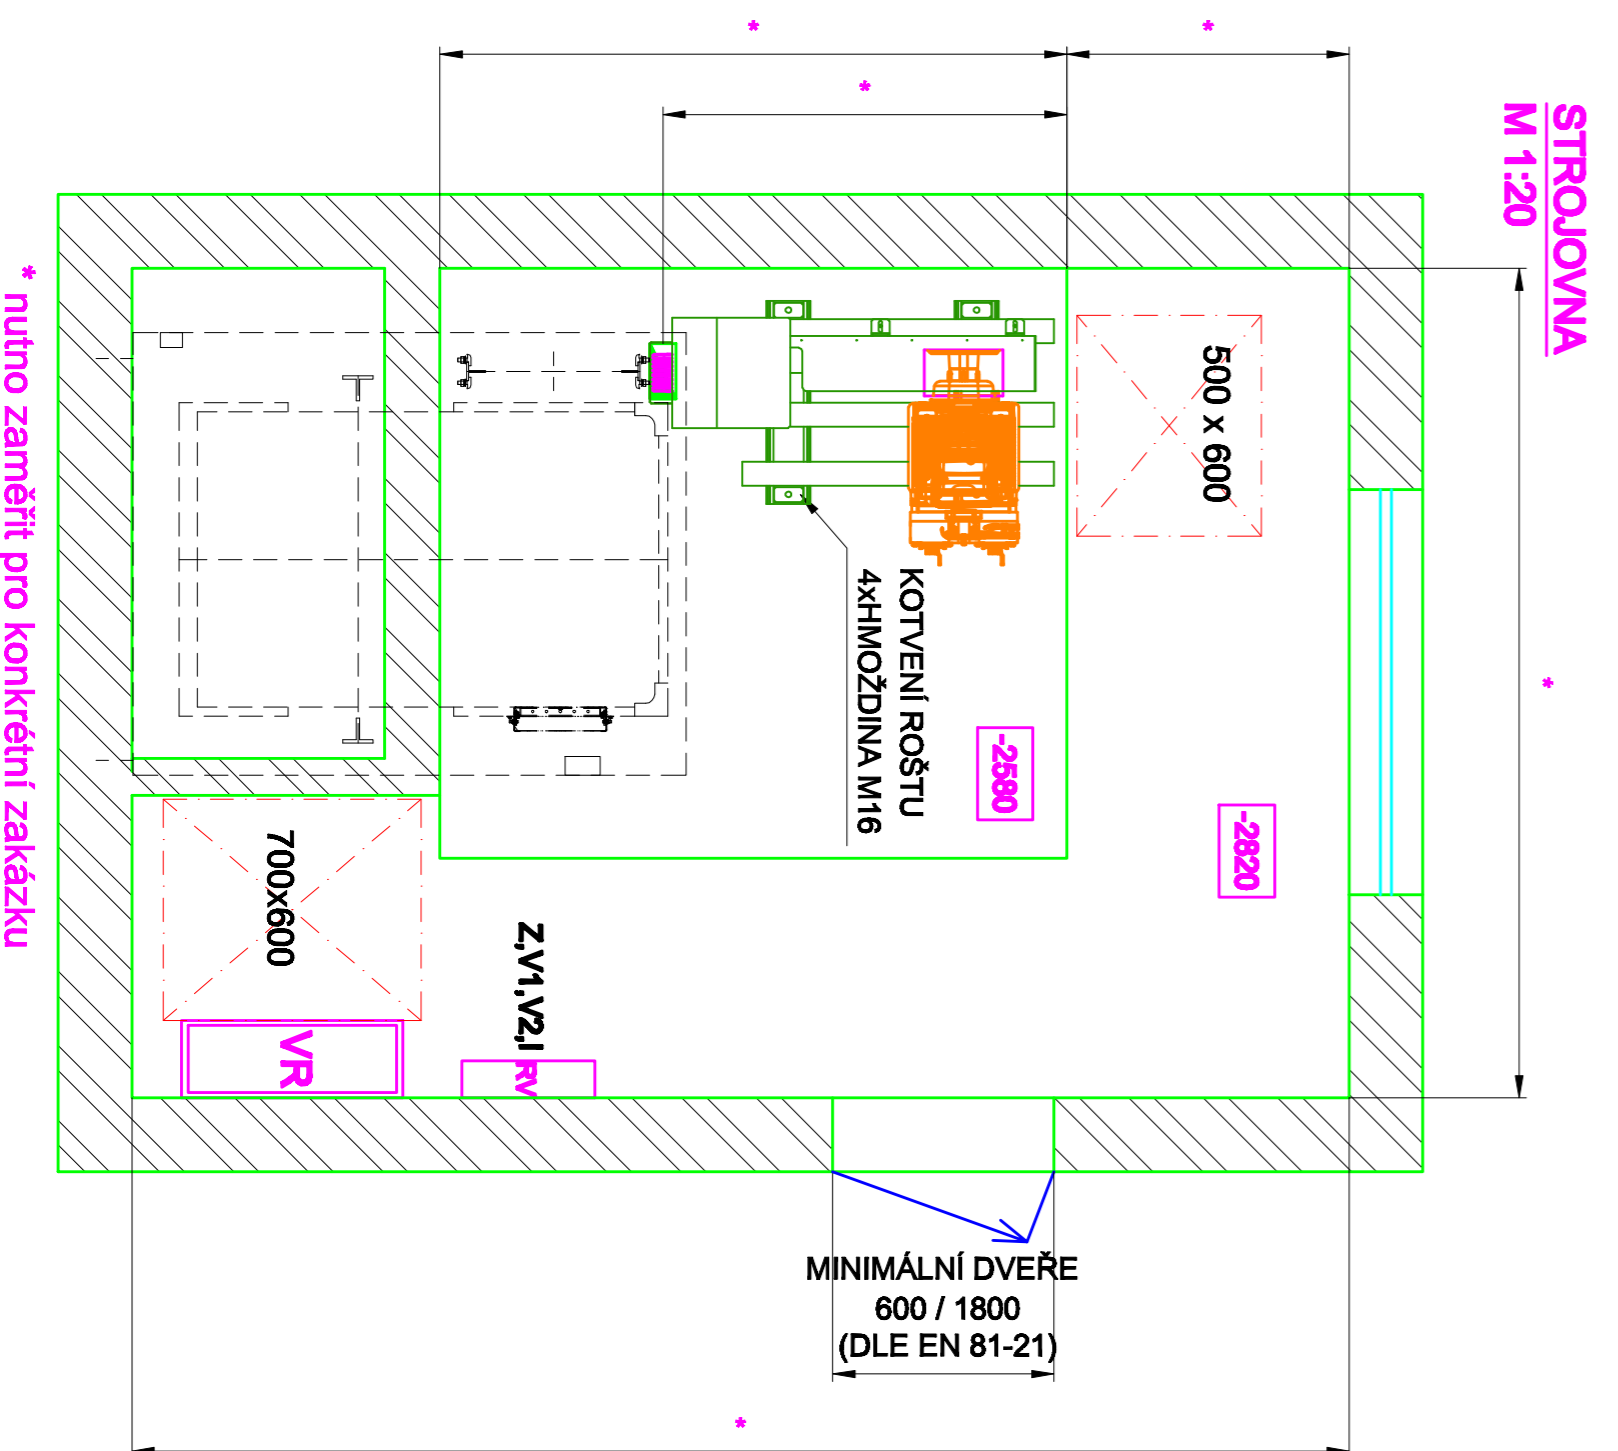 STROJOVNA
M 1:20
*
*
*
*
500 x 600
-2820
-2580
KOTVENÍ ROŠTU
4xHMOŽDINA M16
Z,V1,V2,I
RV
700x600
VR
MINIMÁLNÍ DVEŘE
600 / 1800
(DLE EN 81-21)
*
* nutno zaměřit pro konkrétní zakázku